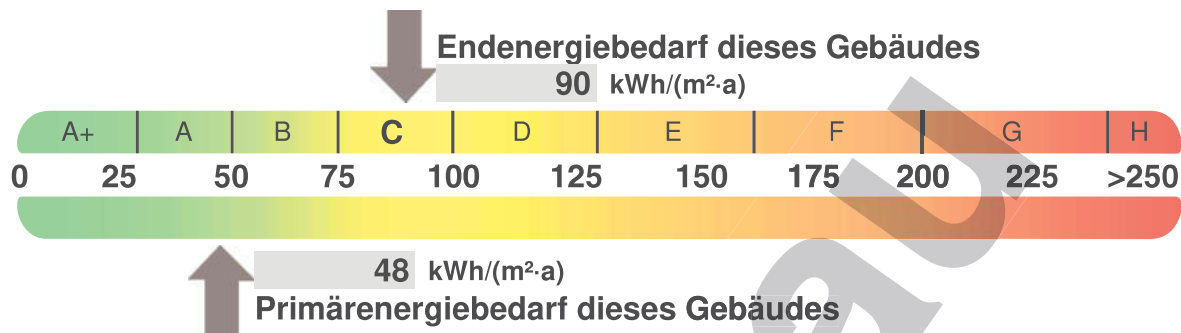 Endenergiebedarf dieses Gebäudes
90 kWh/(m²·a)
A+ A B C D E F G H
0 25 50 75 100 125 150 175 200 225 >250
48 kWh/(m²·a)
Primärenergiebedarf dieses Gebäudes
au